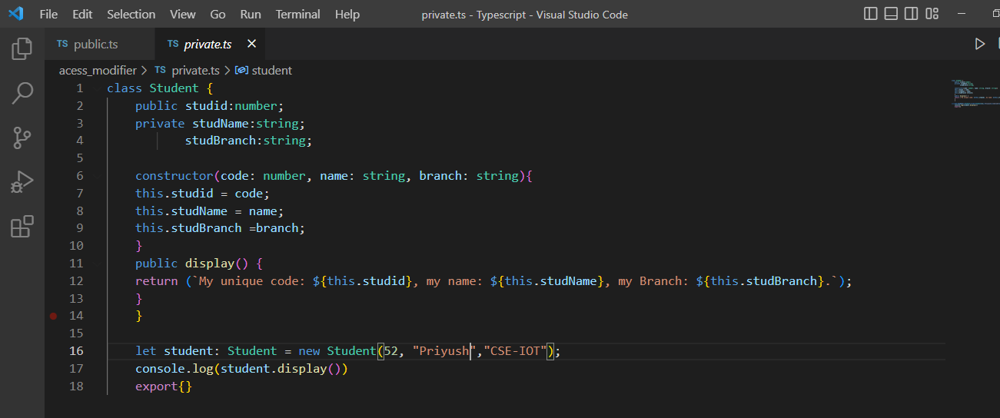 File Edit Selection View Go Run Terminal Help private.ts - Typescript - Visual Studio Code
TS public.ts TS private.ts ×
acess_modifier > TS private.ts > student
1 class Student {
2 public studid:number;
3 private studName:string;
4 studBranch:string;
5
6 constructor(code: number, name: string, branch: string){
7 this.studid = code;
8 this.studName = name;
9 this.studBranch =branch;
10 }
11 public display() {
12 return (`My unique code: ${this.studid}, my name: ${this.studName}, my Branch: ${this.studBranch}.`);
13 }
14 }
15
16 let student: Student = new Student(52, "Priyush","CSE-IOT");
17 console.log(student.display())
18 export{}